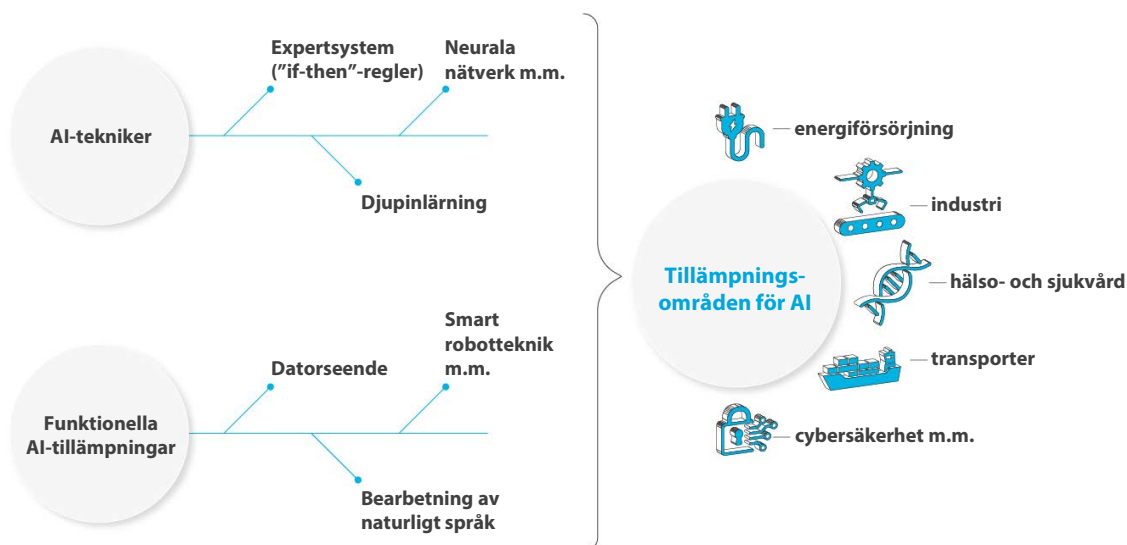 Expertsystem
(”if-then”-regler)
Neurala
nätverk m.m.
AI-tekniker
Djupinlärning
Smart
robotteknik
m.m.
Datorseende
Funktionella
AI-tillämpningar
Bearbetning av
naturligt språk
Tillämpnings-
områden för AI
energiförsörjning
industri
hälso- och sjukvård
transporter
cybersäkerhet m.m.